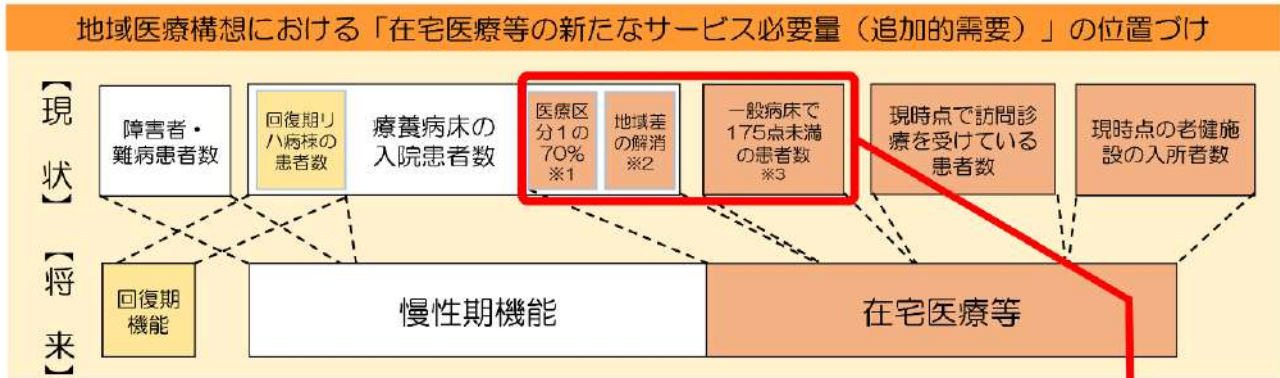 地域医療構想における「在宅医療等の新たなサービス必要量（追加的需要）」の位置づけ
【現状】
障害者・
難病患者数
回復期リ
ハ病棟の
患者数
療養病床の
入院患者数
医療区
分1の
70%
※1
地域差
の解消
※2
一般病床で
175点未満
の患者数
※3
現時点で訪問診
療を受けている
患者数
現時点の老健施
設の入所者数
【将来】
回復期
機能
慢性期機能
在宅医療等